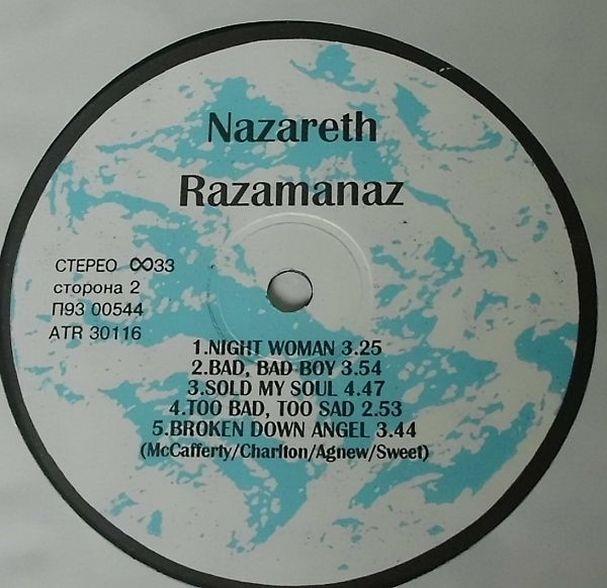 Nazareth
Razamanaz
СТЕРЕО ꝏ33
сторона 2
П93 00544
ATR 30116
1.NIGHT WOMAN 3.25
2.BAD, BAD BOY 3.54
3.SOLD MY SOUL 4.47
4.TOO BAD, TOO SAD 2.53
5.BROKEN DOWN ANGEL 3.44
(McCafferty/Charlton/Agnew/Sweet)